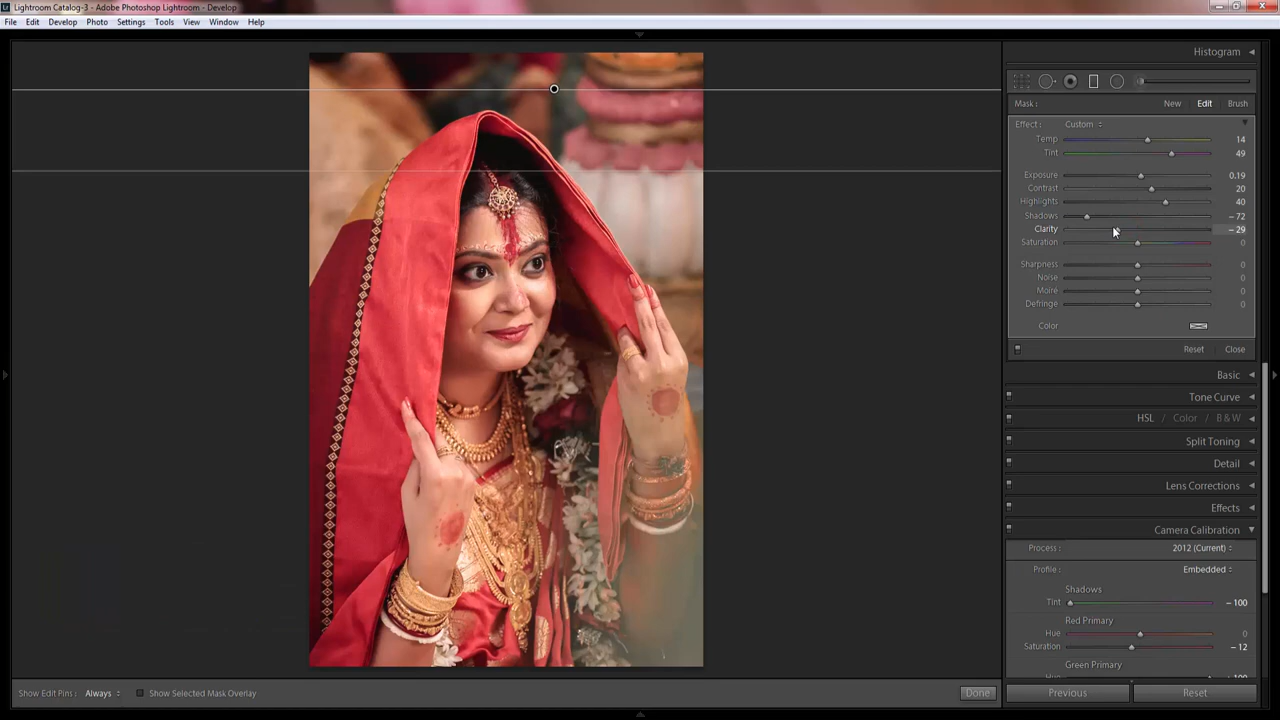 Lightroom Catalog-3 - Adobe Photoshop Lightroom - Develop
File Edit Develop Photo Settings Tools View Window Help
Histogram
Mask : New Edit Brush
Effect : Custom
Temp 14
Tint 49
Exposure 0.19
Contrast 20
Highlights 40
Shadows – 72
Clarity – 29
Saturation 0
Sharpness 0
Noise 0
Moiré 0
Defringe 0
Color
Reset Close
Basic
Tone Curve
HSL / Color / B & W
Split Toning
Detail
Lens Corrections
Effects
Camera Calibration
Process : 2012 (Current)
Profile : Embedded
Shadows
Tint – 100
Red Primary
Hue 0
Saturation – 12
Green Primary
Show Edit Pins : Always Show Selected Mask Overlay Done Previous Reset